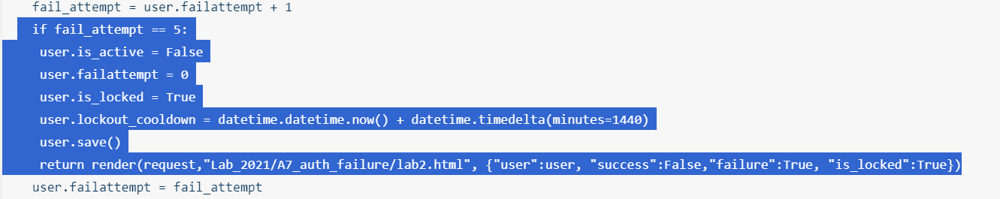 fail_attempt = user.failattempt + 1
if fail_attempt == 5:
user.is_active = False
user.failattempt = 0
user.is_locked = True
user.lockout_cooldown = datetime.datetime.now() + datetime.timedelta(minutes=1440)
user.save()
return render(request,"Lab_2021/A7_auth_failure/lab2.html", {"user":user, "success":False,"failure":True, "is_locked":True})
user.failattempt = fail_attempt